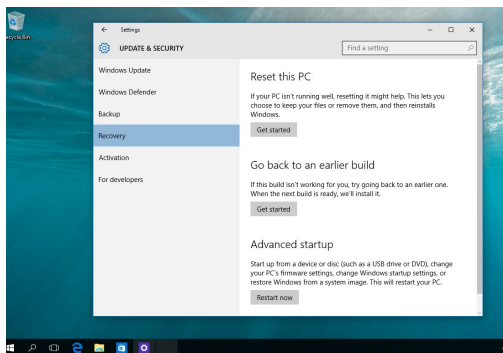 Recycle Bin
Settings
UPDATE & SECURITY
Find a setting
Windows Update
Windows Defender
Backup
Recovery
Activation
For developers
Reset this PC
If your PC isn't running well, resetting it might help. This lets you
choose to keep your files or remove them, and then reinstalls
Windows.
Get started
Go back to an earlier build
If this build isn't working for you, try going back to an earlier one.
When the next build is ready, we'll install it.
Get started
Advanced startup
Start up from a device or disc (such as a USB drive or DVD), change
your PC's firmware settings, change Windows startup settings, or
restore Windows from a system image. This will restart your PC.
Restart now